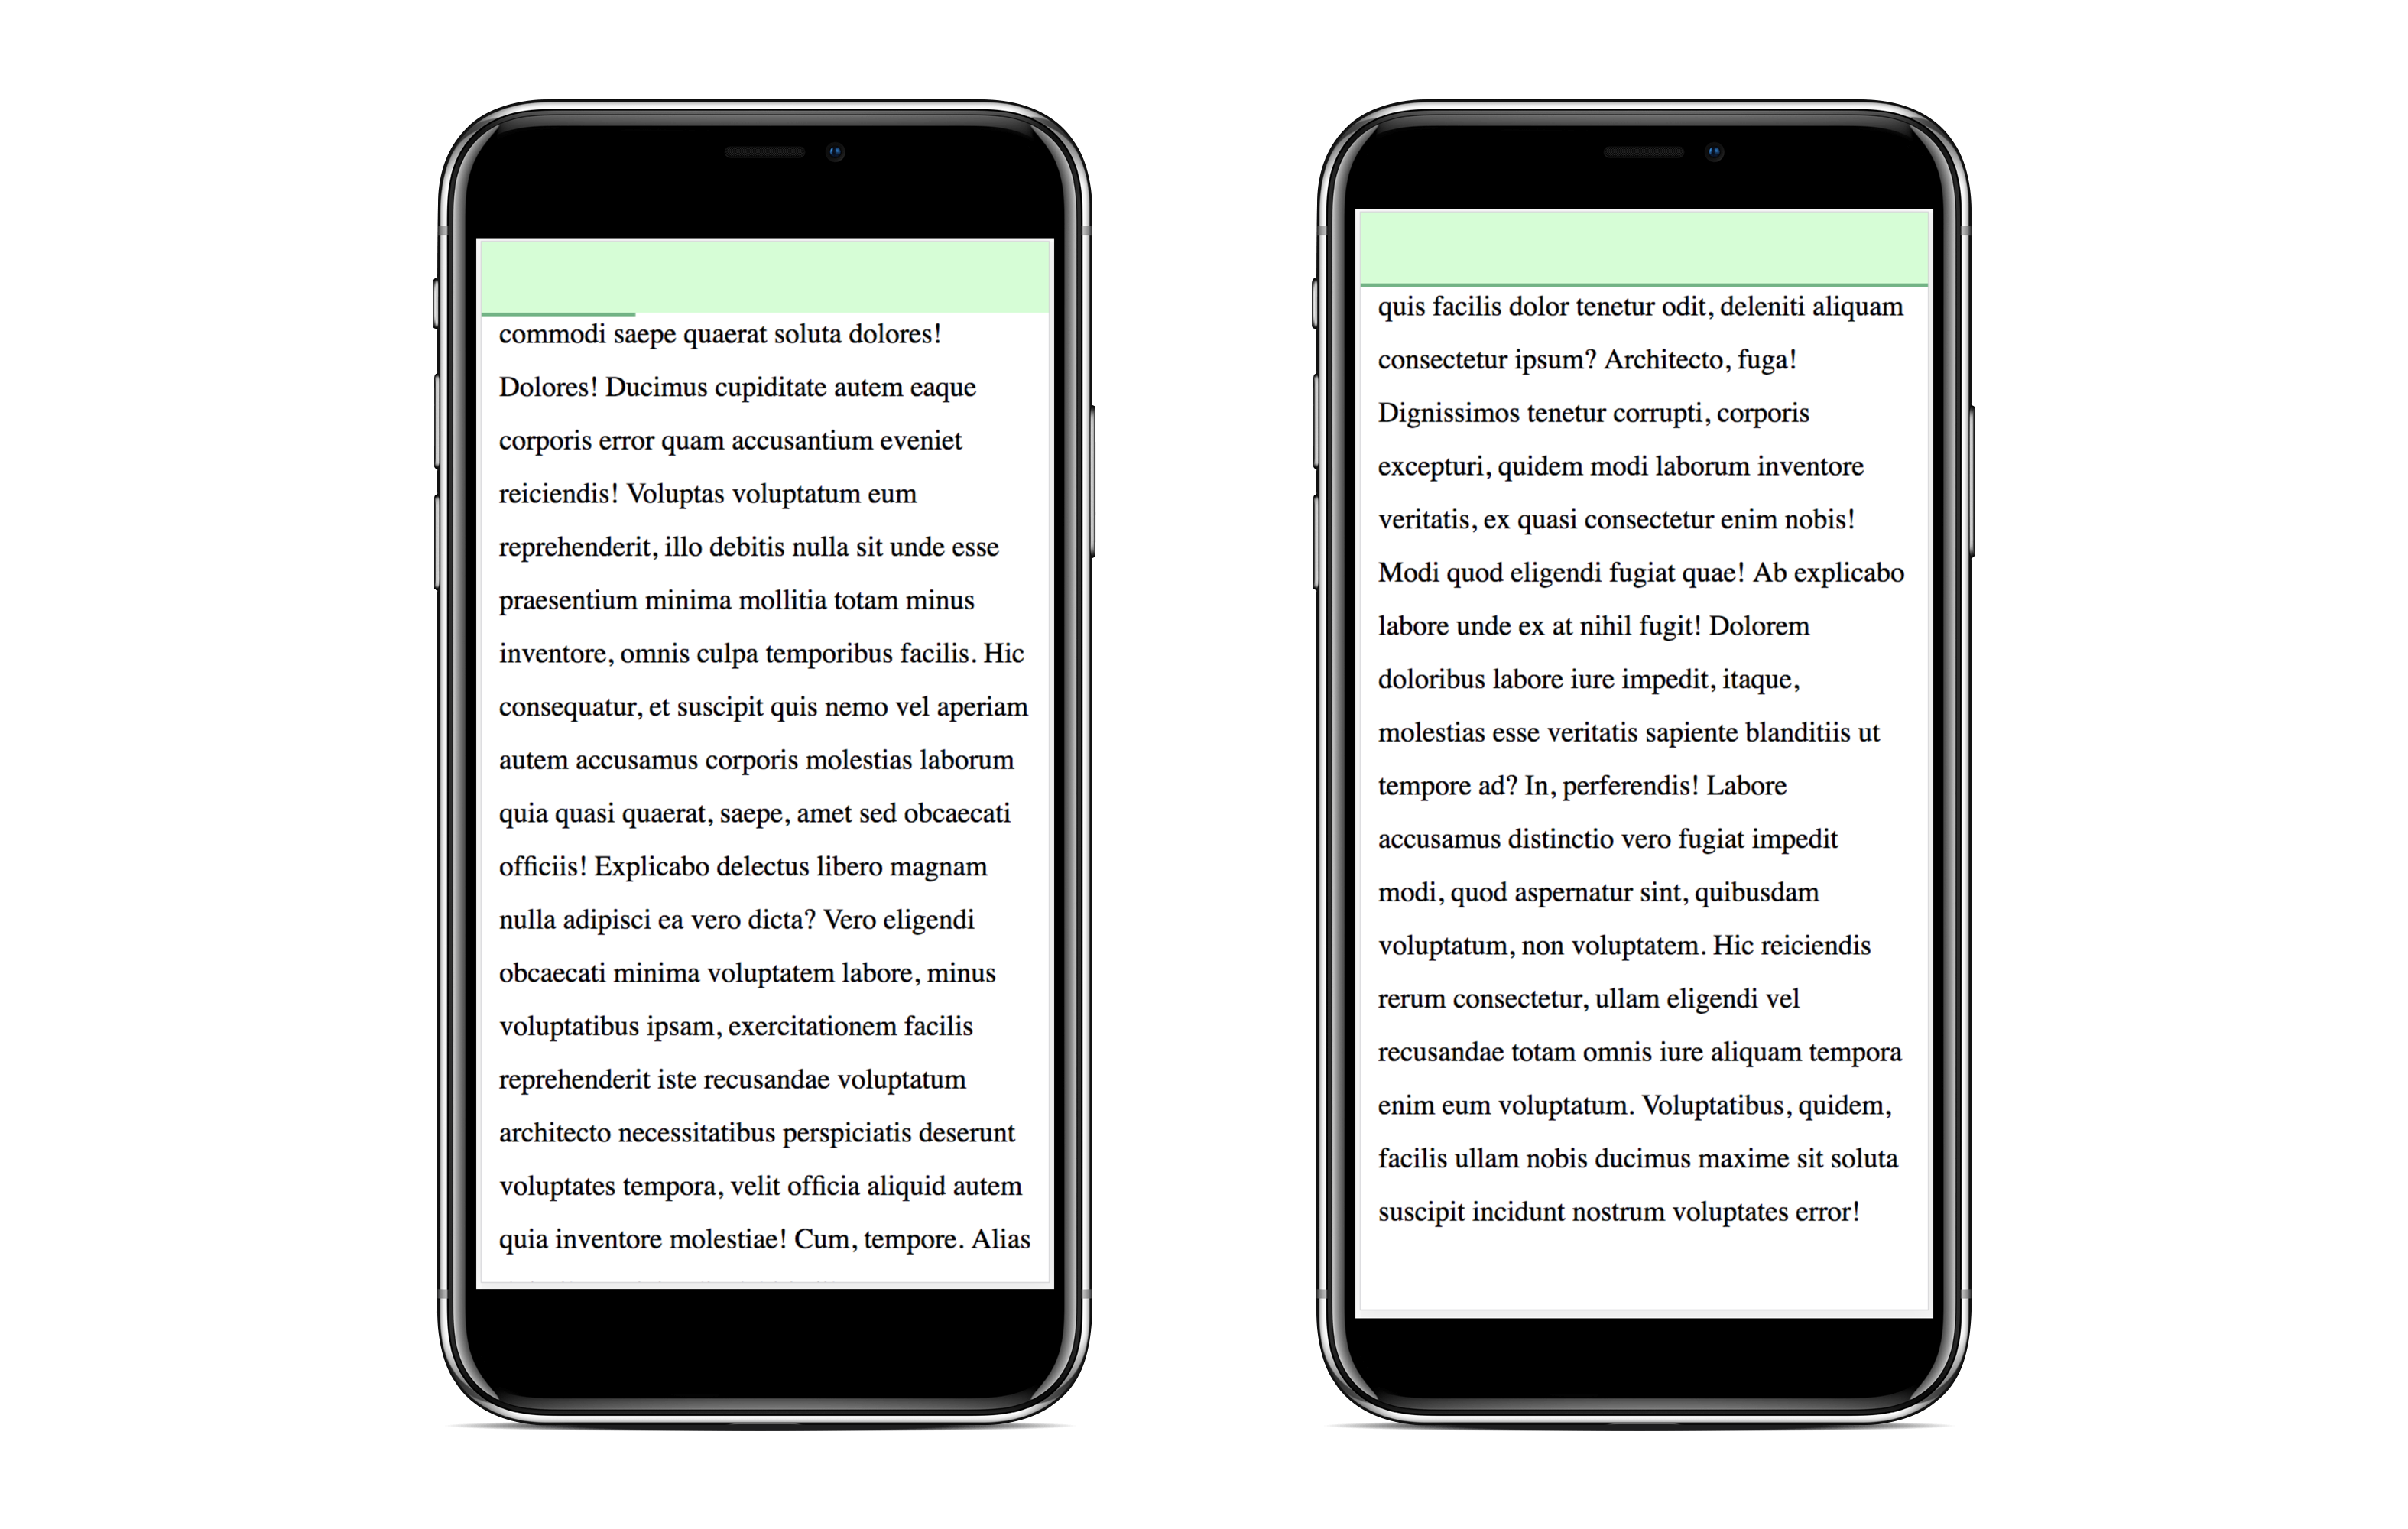 commodi saepe quaerat soluta dolores!
Dolores! Ducimus cupiditate autem eaque
corporis error quam accusantium eveniet
reiciendis! Voluptas voluptatum eum
reprehenderit, illo debitis nulla sit unde esse
praesentium minima mollitia totam minus
inventore, omnis culpa temporibus facilis. Hic
consequatur, et suscipit quis nemo vel aperiam
autem accusamus corporis molestias laborum
quia quasi quaerat, saepe, amet sed obcaecati
officiis! Explicabo delectus libero magnam
nulla adipisci ea vero dicta? Vero eligendi
obcaecati minima voluptatem labore, minus
voluptatibus ipsam, exercitationem facilis
reprehenderit iste recusandae voluptatum
architecto necessitatibus perspiciatis deserunt
voluptates tempora, velit officia aliquid autem
quia inventore molestiae! Cum, tempore. Alias
quis facilis dolor tenetur odit, deleniti aliquam
consectetur ipsum? Architecto, fuga!
Dignissimos tenetur corrupti, corporis
excepturi, quidem modi laborum inventore
veritatis, ex quasi consectetur enim nobis!
Modi quod eligendi fugiat quae! Ab explicabo
labore unde ex at nihil fugit! Dolorem
doloribus labore iure impedit, itaque,
molestias esse veritatis sapiente blanditiis ut
tempore ad? In, perferendis! Labore
accusamus distinctio vero fugiat impedit
modi, quod aspernatur sint, quibusdam
voluptatum, non voluptatem. Hic reiciendis
rerum consectetur, ullam eligendi vel
recusandae totam omnis iure aliquam tempora
enim eum voluptatum. Voluptatibus, quidem,
facilis ullam nobis ducimus maxime sit soluta
suscipit incidunt nostrum voluptates error!